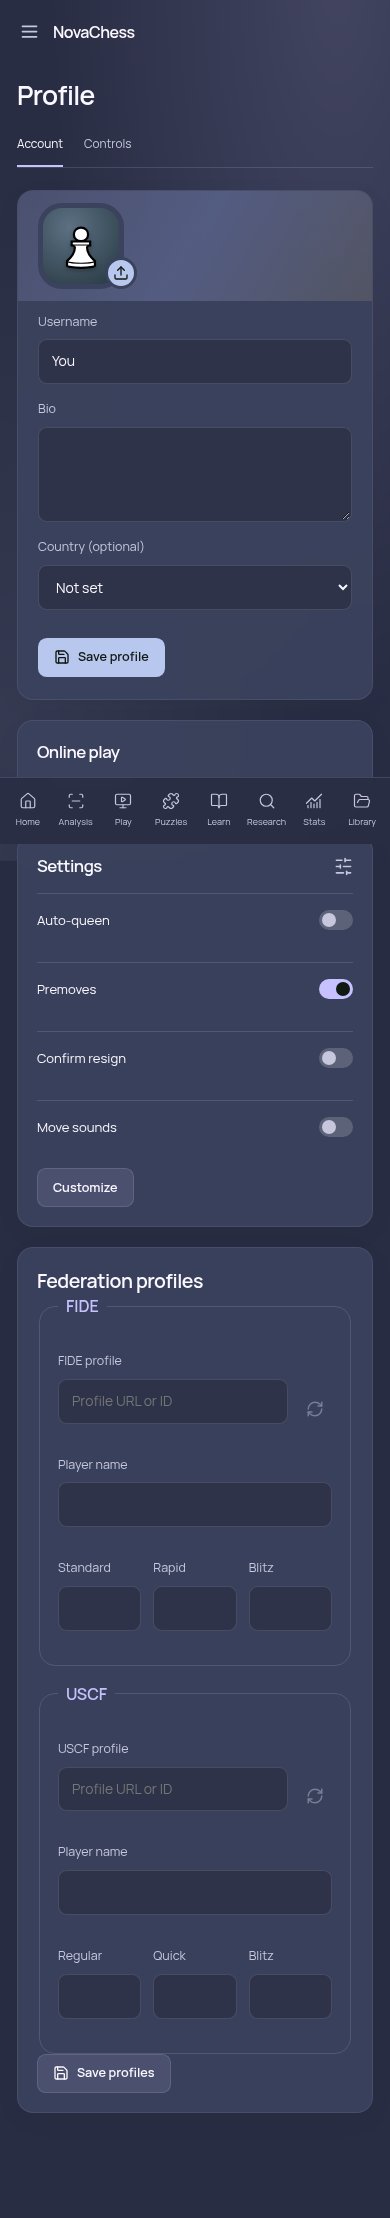 NovaChess
Profile
Account Controls
Username
You
Bio
Country (optional)
Not set
Save profile
Online play
Home Analysis Play Puzzles Learn Research Stats Library
Settings
Auto-queen
Premoves
Confirm resign
Move sounds
Customize
Federation profiles
FIDE
FIDE profile
Profile URL or ID
Player name
Standard Rapid Blitz
USCF
USCF profile
Profile URL or ID
Player name
Regular Quick Blitz
Save profiles